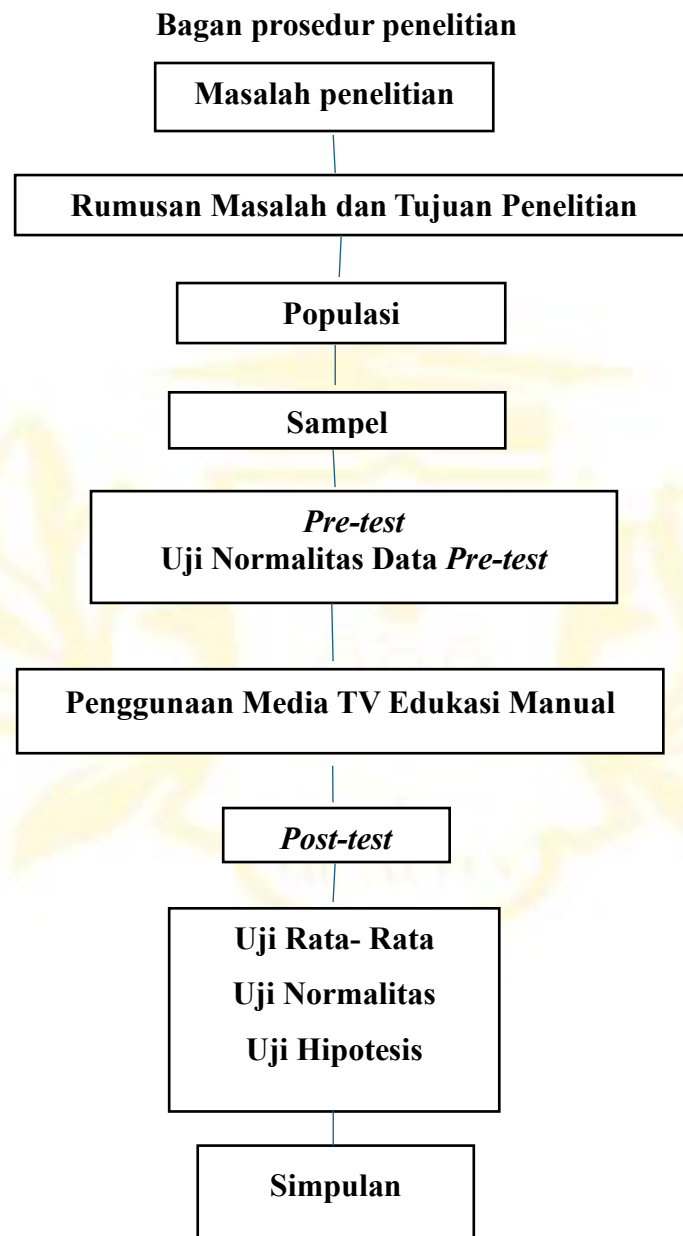 Bagan prosedur penelitian
Masalah penelitian
Rumusan Masalah dan Tujuan Penelitian
Populasi
Sampel
Pre-test
Uji Normalitas Data Pre-test
Penggunaan Media TV Edukasi Manual
Post-test
Uji Rata- Rata
Uji Normalitas
Uji Hipotesis
Simpulan